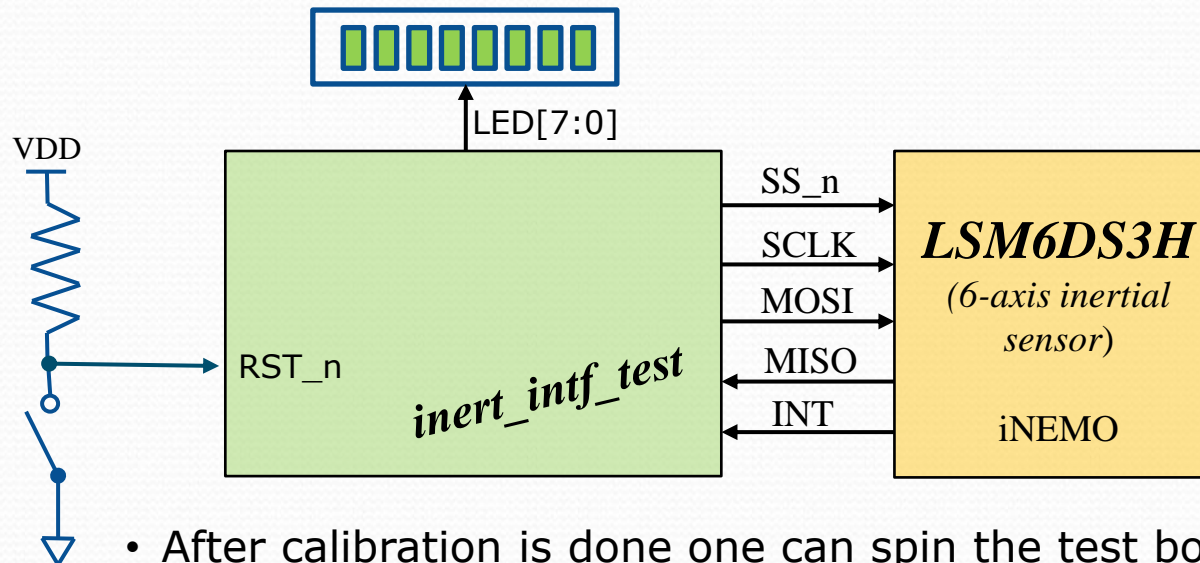 LED[7:0]
VDD
SS_n
SCLK
MOSI
MISO
INT
RST_n
inert_intf_test
LSM6DS3H
(6-axis inertial
sensor)
iNEMO
• After calibration is done one can spin the test